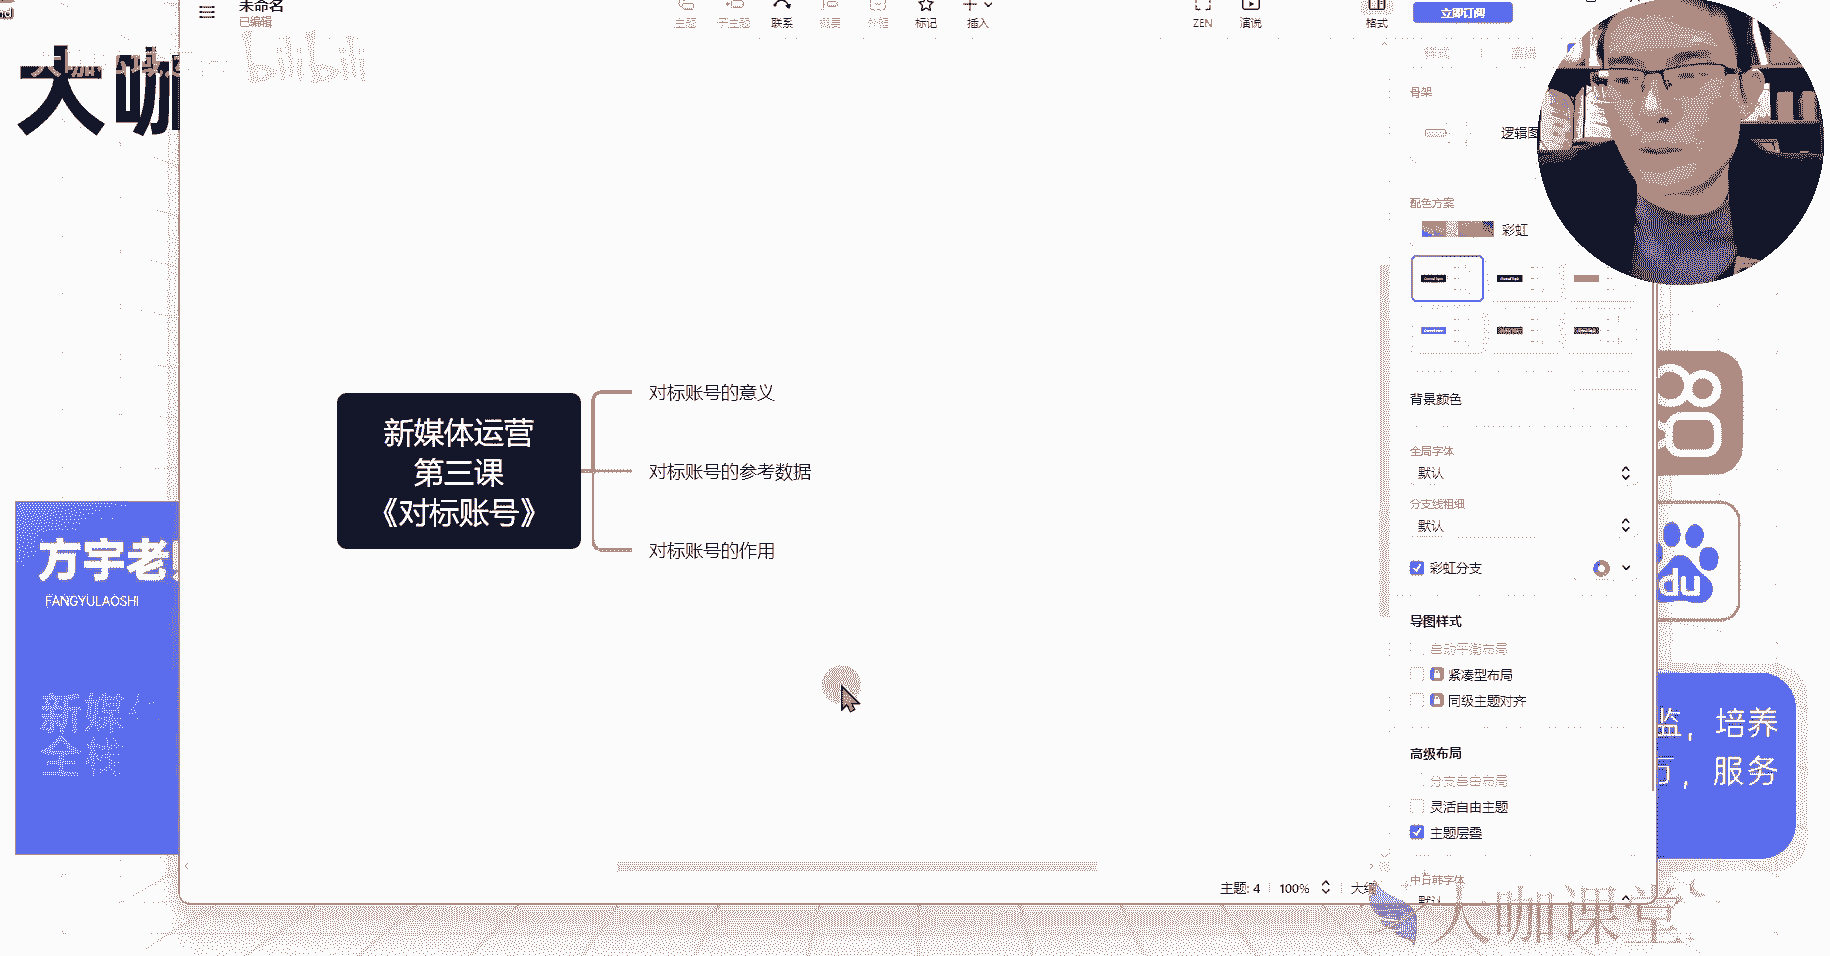 未命名
已编辑
主题
子主题
联系
概要
外框
标记
插入
ZEN
演说
格式
立即订阅
大咖
bilibili
骨架
逻辑图
配色方案
彩虹
背景颜色
全局字体
默认
分支线粗细
默认
彩虹分支
导图样式
自动平衡布局
紧凑型布局
同级主题对齐
高级布局
分支自由布局
灵活自由主题
主题层叠
中日韩字体
默认
新媒体运营
第三课
《对标账号》
对标账号的意义
对标账号的参考数据
对标账号的作用
方宇老
FANGYULAOSHI
新媒体
全栈
du
监，培养
万，服务
主题: 4
100%
大纲
大咖课堂